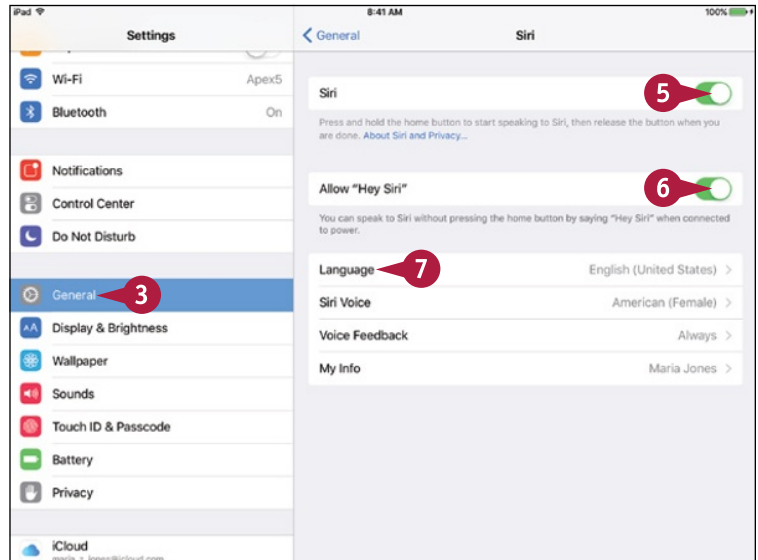 iPad 8:41 AM 100%
Settings
General Siri
Wi-Fi Apex5
Bluetooth On
Notifications
Control Center
Do Not Disturb
General 3
Display & Brightness
Wallpaper
Sounds
Touch ID & Passcode
Battery
Privacy
iCloud
Siri 5
Press and hold the home button to start speaking to Siri, then release the button when you
are done. About Siri and Privacy...
Allow “Hey Siri” 6
You can speak to Siri without pressing the home button by saying “Hey Siri” when connected
to power.
Language 7 English (United States)
Siri Voice American (Female)
Voice Feedback Always
My Info Maria Jones